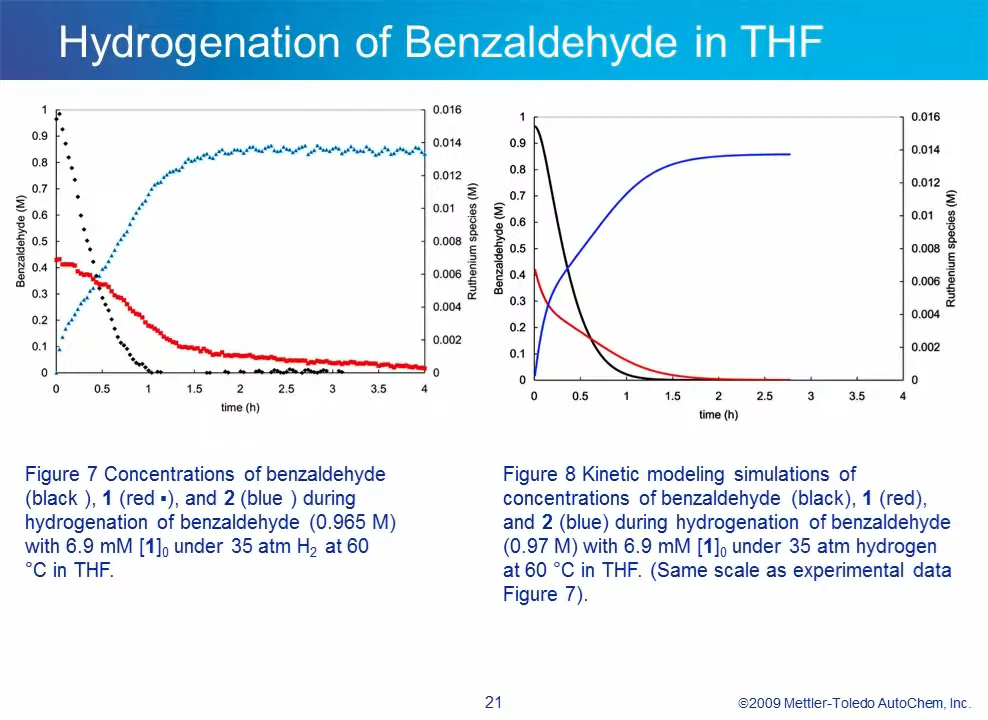 Hydrogenation of Benzaldehyde in THF
1
0.9
0.8
0.7
0.6
0.5
0.4
0.3
0.2
0.1
0
Benzaldehyde (M)
0.016
0.014
0.012
0.01
0.008
0.006
0.004
0.002
0
Ruthenium species (M)
0 0.5 1 1.5 2 2.5 3 3.5 4
time (h)
1
0.9
0.8
0.7
0.6
0.5
0.4
0.3
0.2
0.1
0
Benzaldehyde (M)
0.016
0.014
0.012
0.01
0.008
0.006
0.004
0.002
0
Ruthenium species (M)
0 0.5 1 1.5 2 2.5 3 3.5 4
time (h)
Figure 7 Concentrations of benzaldehyde
(black ), 1 (red ▪), and 2 (blue ) during
hydrogenation of benzaldehyde (0.965 M)
with 6.9 mM [1]₀ under 35 atm H₂ at 60
°C in THF.
Figure 8 Kinetic modeling simulations of
concentrations of benzaldehyde (black), 1 (red),
and 2 (blue) during hydrogenation of benzaldehyde
(0.97 M) with 6.9 mM [1]₀ under 35 atm hydrogen
at 60 °C in THF. (Same scale as experimental data
Figure 7).
21
©2009 Mettler-Toledo AutoChem, Inc.